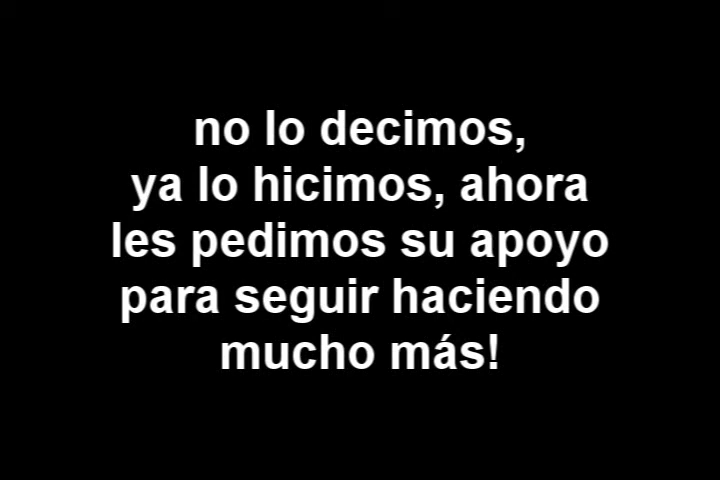 no lo decimos,
ya lo hicimos, ahora
les pedimos su apoyo
para seguir haciendo
mucho más!